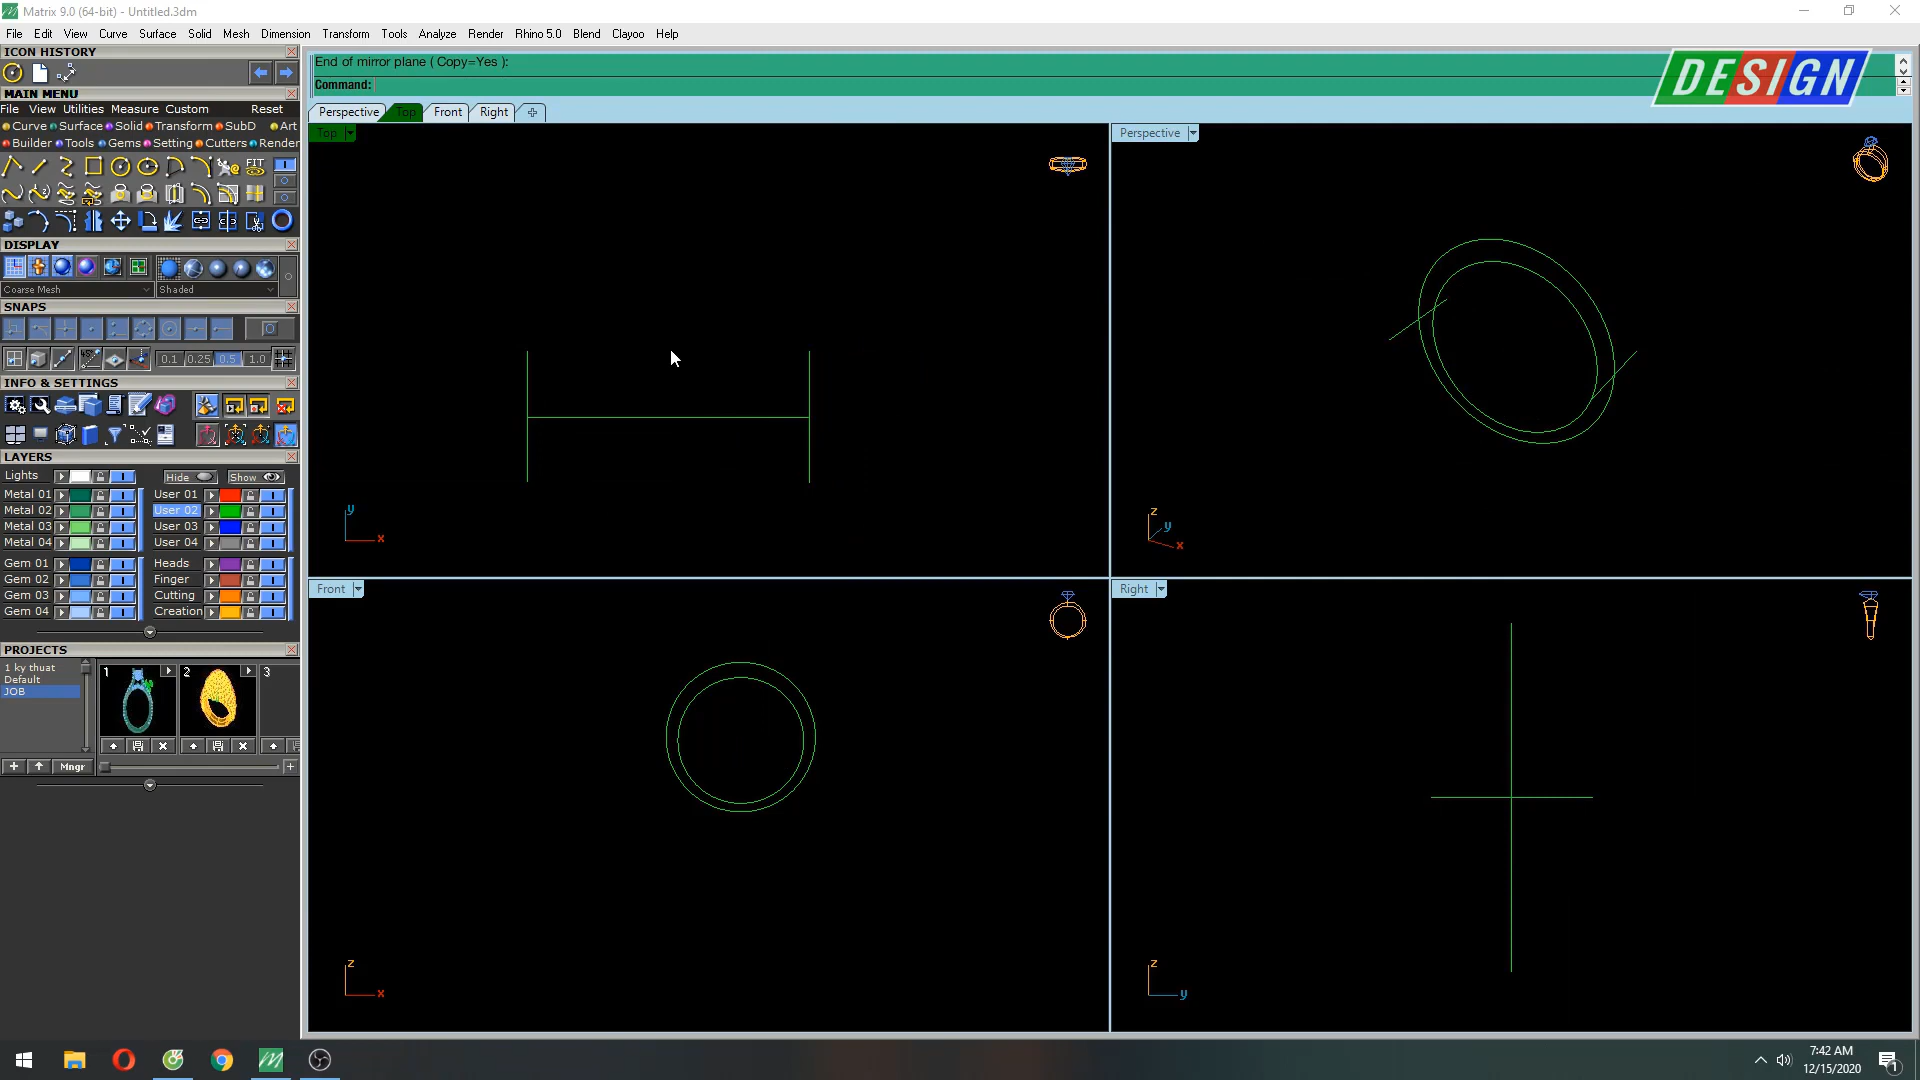 Matrix 9.0 (64-bit) - Untitled.3dm
File Edit View Curve Surface Solid Mesh Dimension Transform Tools Analyze Render Rhino 5.0 Blend Clayoo Help
ICON HISTORY
MAIN MENU
File View Utilities Measure Custom Reset
Curve Surface Solid Transform SubD Art
Builder Tools Gems Setting Cutters Render
FIT
DISPLAY
Coarse Mesh Shaded
SNAPS
0.1 0.25 0.5 1.0
INFO & SETTINGS
LAYERS
Lights Hide Show
Metal 01 User 01
Metal 02 User 02
Metal 03 User 03
Metal 04 User 04
Gem 01 Heads
Gem 02 Finger
Gem 03 Cutting
Gem 04 Creation
PROJECTS
1 ky thuat
Default
JOB
1 2 3
Mngr
End of mirror plane ( Copy=Yes ):
Command:
DESIGN
Perspective Top Front Right
Top
y
x
Perspective
z
y
x
Front
z
x
Right
z
y
7:42 AM
12/15/2020
1